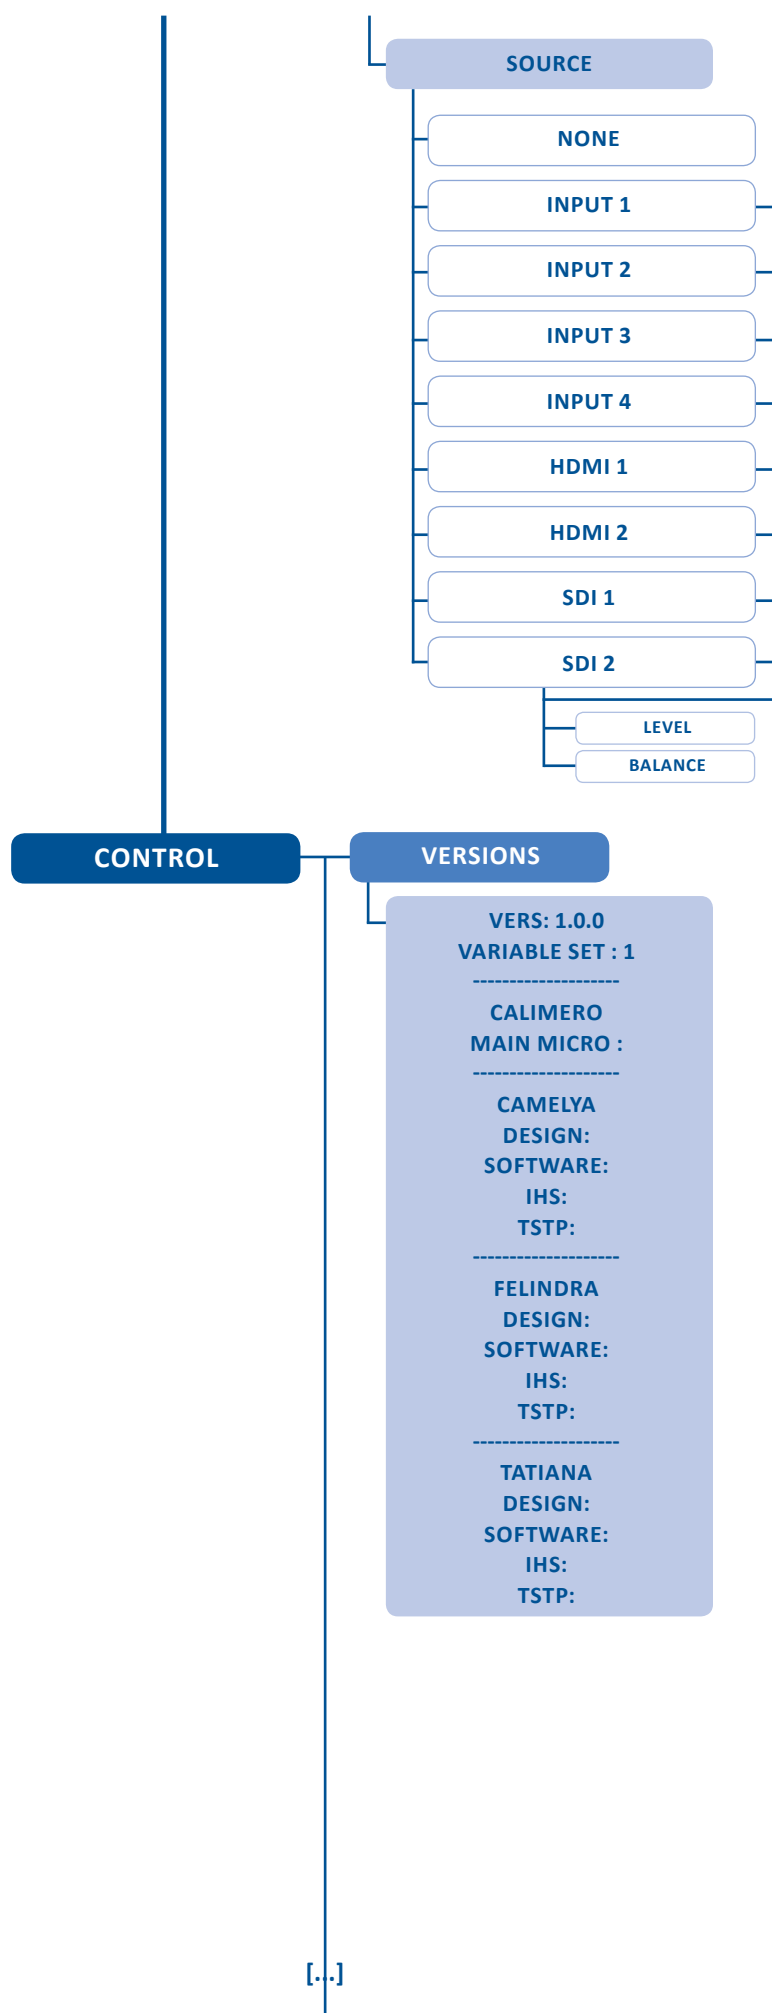 SOURCE
NONE
INPUT 1
INPUT 2
INPUT 3
INPUT 4
HDMI 1
HDMI 2
SDI 1
SDI 2
LEVEL
BALANCE
CONTROL
VERSIONS
VERS: 1.0.0
VARIABLE SET : 1
--------------------
CALIMERO
MAIN MICRO :
--------------------
CAMELYA
DESIGN:
SOFTWARE:
IHS:
TSTP:
--------------------
FELINDRA
DESIGN:
SOFTWARE:
IHS:
TSTP:
--------------------
TATIANA
DESIGN:
SOFTWARE:
IHS:
TSTP:
[...]